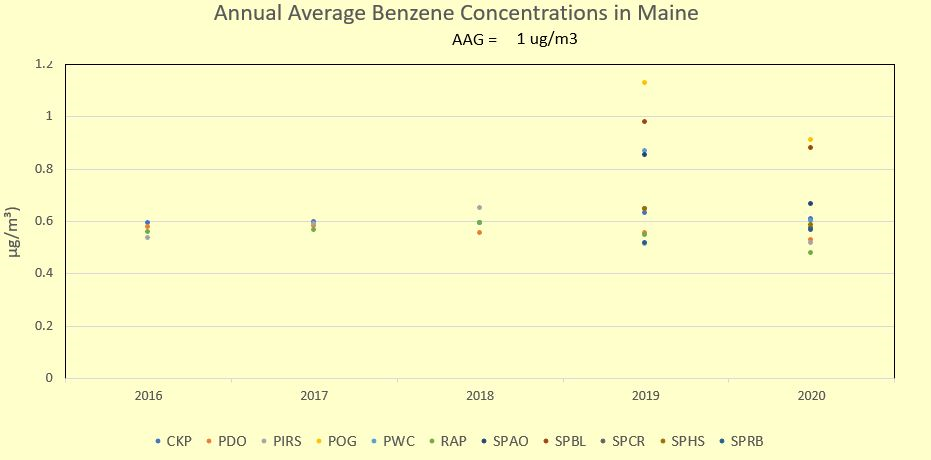 Annual Average Benzene Concentrations in Maine
AAG = 1 ug/m3
1.2
1
0.8
0.6
0.4
0.2
0
µg/m³)
2016 2017 2018 2019 2020
CKP PDO PIRS POG PWC RAP SPAO SPBL SPCR SPHS SPRB